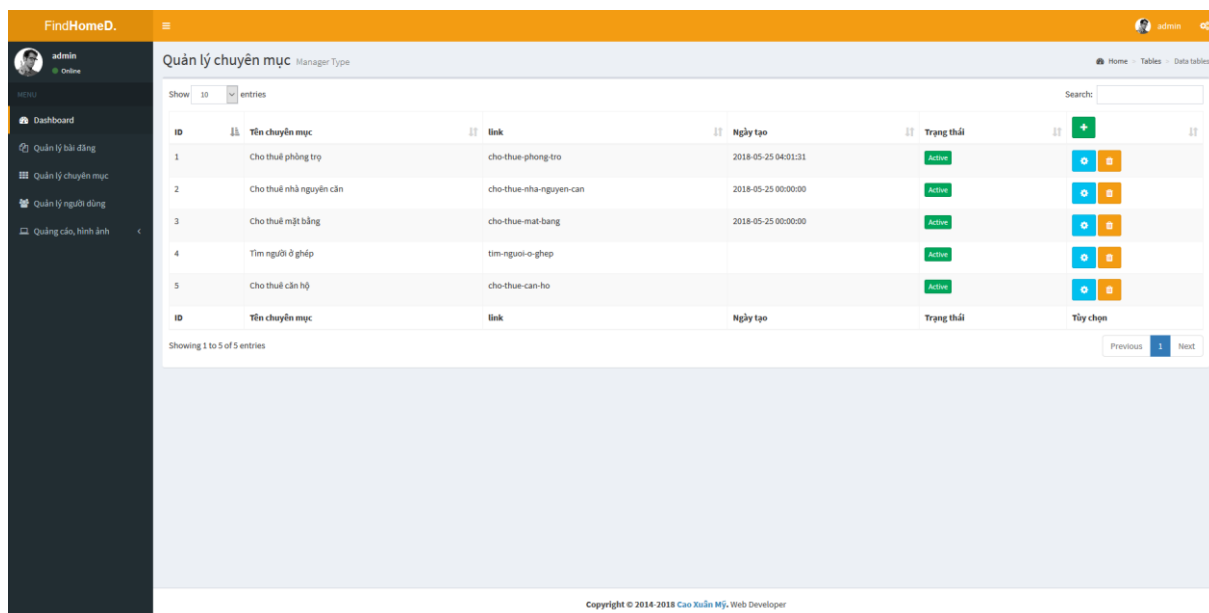 FindHomeD.
admin
admin
Online
Quản lý chuyên mục Manager Type
Home > Tables > Data tables
MENU
Dashboard
Quản lý bài đăng
Quản lý chuyên mục
Quản lý người dùng
Quảng cáo, hình ảnh
Show 10 entries
Search:
ID Tên chuyên mục link Ngày tạo Trạng thái
1 Cho thuê phòng trọ cho-thue-phong-tro 2018-05-25 04:01:31 Active
2 Cho thuê nhà nguyên căn cho-thue-nha-nguyen-can 2018-05-25 00:00:00 Active
3 Cho thuê mặt bằng cho-thue-mat-bang 2018-05-25 00:00:00 Active
4 Tìm người ở ghép tim-nguoi-o-ghep Active
5 Cho thuê căn hộ cho-thue-can-ho Active
ID Tên chuyên mục link Ngày tạo Trạng thái Tùy chọn
Showing 1 to 5 of 5 entries
Previous 1 Next
Copyright © 2014-2018 Cao Xuân Mỹ. Web Developer